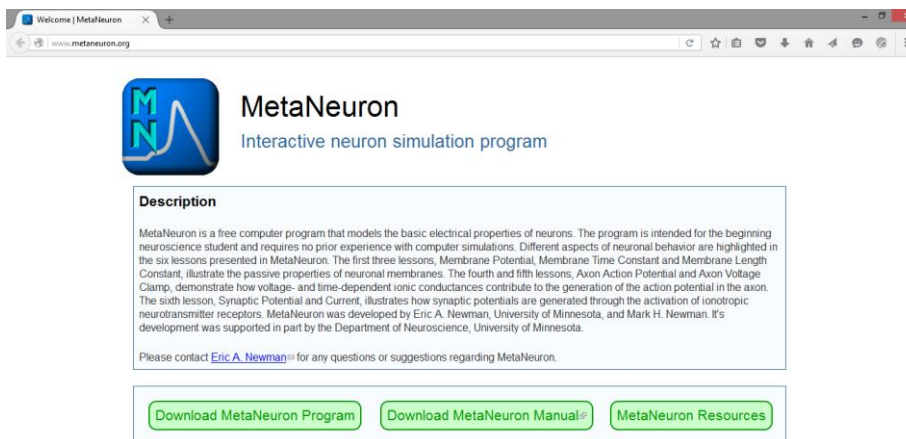 Welcome | MetaNeuron
www.metaneuron.org
MN
MetaNeuron
Interactive neuron simulation program
Description
MetaNeuron is a free computer program that models the basic electrical properties of neurons. The program is intended for the beginning
neuroscience student and requires no prior experience with computer simulations. Different aspects of neuronal behavior are highlighted in
the six lessons presented in MetaNeuron. The first three lessons, Membrane Potential, Membrane Time Constant and Membrane Length
Constant, illustrate the passive properties of neuronal membranes. The fourth and fifth lessons, Axon Action Potential and Axon Voltage
Clamp, demonstrate how voltage- and time-dependent ionic conductances contribute to the generation of the action potential in the axon.
The sixth lesson, Synaptic Potential and Current, illustrates how synaptic potentials are generated through the activation of ionotropic
neurotransmitter receptors. MetaNeuron was developed by Eric A. Newman, University of Minnesota, and Mark H. Newman. It's
development was supported in part by the Department of Neuroscience, University of Minnesota.
Please contact Eric A. Newman for any questions or suggestions regarding MetaNeuron.
Download MetaNeuron Program Download MetaNeuron Manual MetaNeuron Resources